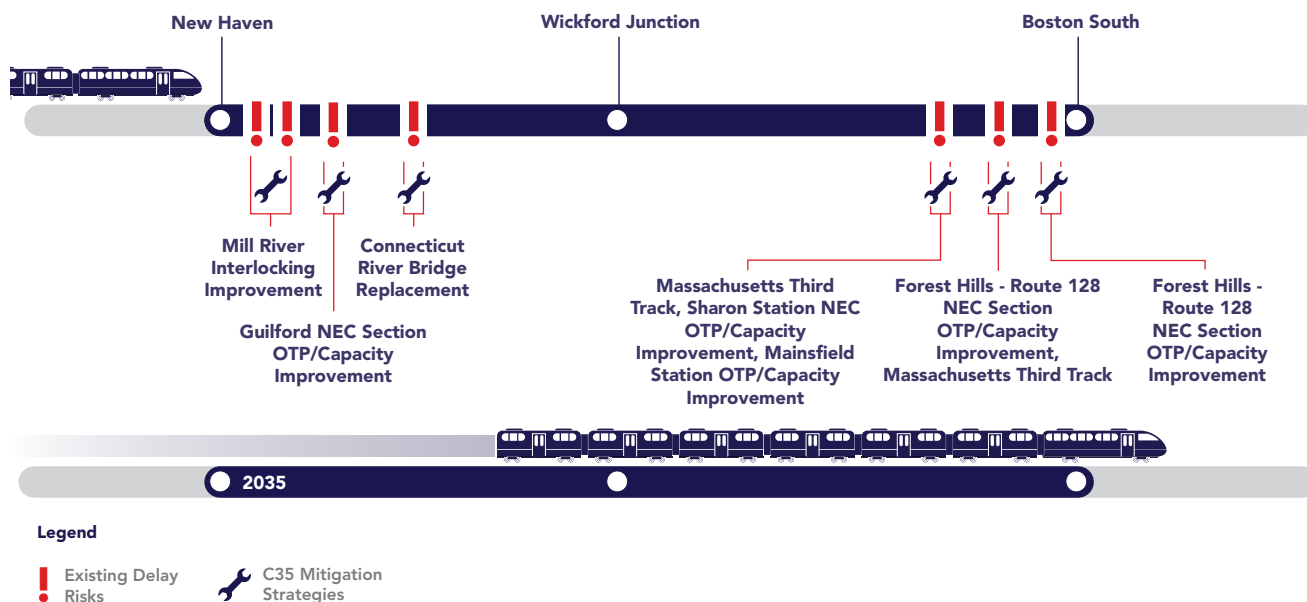 New Haven
Wickford Junction
Boston South
Mill River
Interlocking
Improvement
Connecticut
River Bridge
Replacement
Guilford NEC Section
OTP/Capacity
Improvement
Massachusetts Third
Track, Sharon Station NEC
OTP/Capacity
Improvement, Mainsfield
Station OTP/Capacity
Improvement
Forest Hills - Route 128
NEC Section
OTP/Capacity
Improvement,
Massachusetts Third Track
Forest Hills -
Route 128
NEC Section
OTP/Capacity
Improvement
2035
Legend
Existing Delay
Risks
C35 Mitigation
Strategies